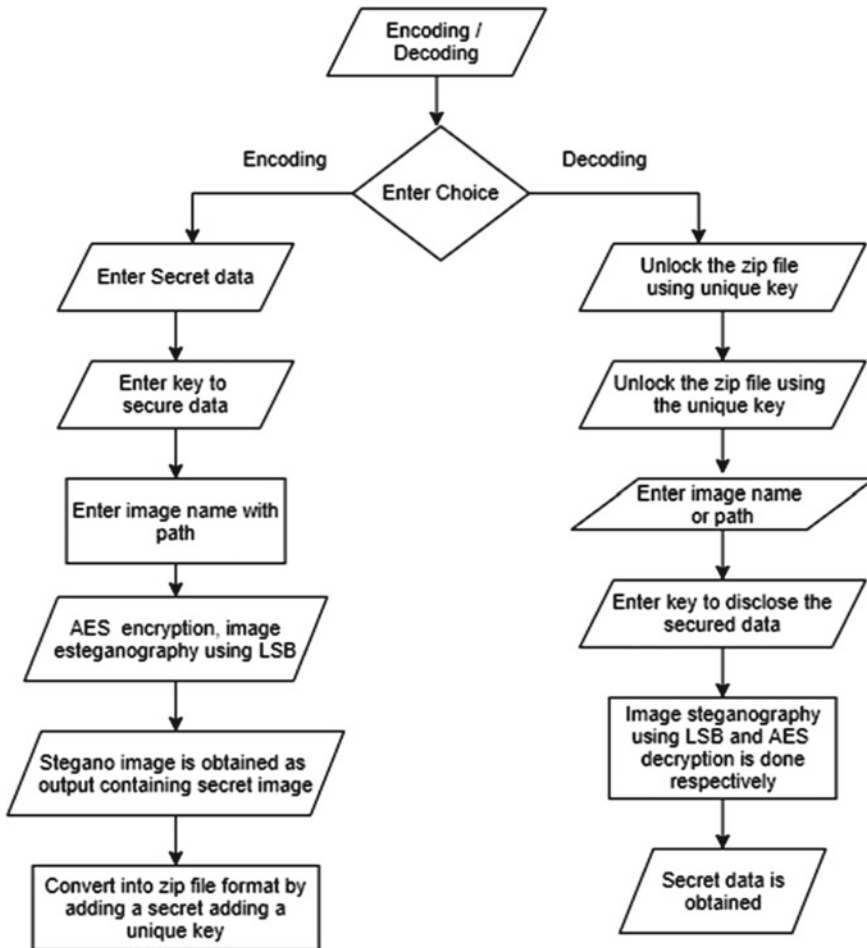 Encoding /
Decoding
Encoding
Decoding
Enter Choice
Enter Secret data
Enter key to
secure data
Enter image name with
path
AES encryption, image
esteganography using LSB
Stegano image is obtained as
output containing secret image
Convert into zip file format by
adding a secret adding a
unique key
Unlock the zip file
using unique key
Unlock the zip file using
the unique key
Enter image name
or path
Enter key to disclose the
secured data
Image steganography
using LSB and AES
decryption is done
respectively
Secret data is
obtained